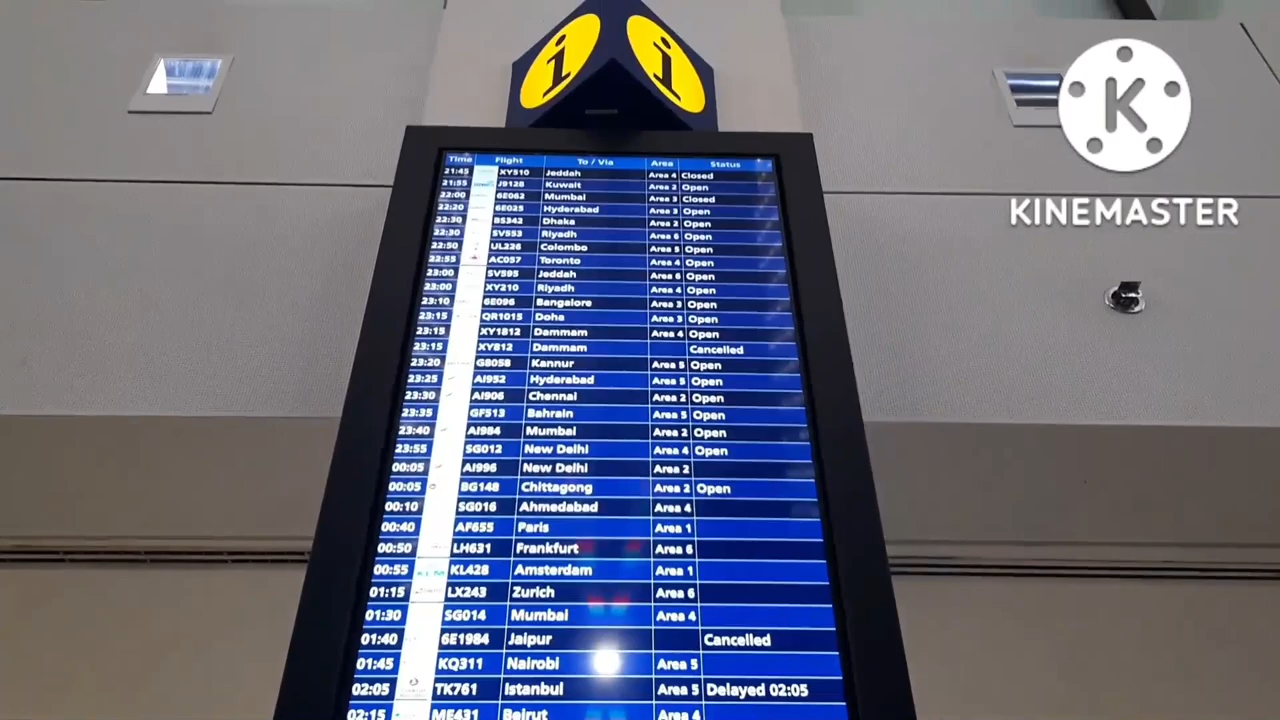 i i
K
KINEMASTER
Time Flight To / Via Area Status
21:45 XY510 Jeddah Area 4 Closed
21:55 J9128 Kuwait Area 2 Open
22:00 6E062 Mumbai Area 3 Closed
22:20 6E025 Hyderabad Area 3 Open
22:30 BS342 Dhaka Area 2 Open
22:30 SV553 Riyadh Area 6 Open
22:50 UL226 Colombo Area 5 Open
22:55 AC057 Toronto Area 4 Open
23:00 SV595 Jeddah Area 6 Open
23:00 XY210 Riyadh Area 4 Open
23:10 6E096 Bangalore Area 3 Open
23:15 QR1015 Doha Area 3 Open
23:15 XY1812 Dammam Area 4 Open
23:15 XY812 Dammam Cancelled
23:20 G8058 Kannur Area 5 Open
23:25 AI952 Hyderabad Area 5 Open
23:30 AI906 Chennai Area 2 Open
23:35 GF513 Bahrain Area 5 Open
23:40 AI984 Mumbai Area 2 Open
23:55 SG012 New Delhi Area 4 Open
00:05 AI996 New Delhi Area 2
00:05 BG148 Chittagong Area 2 Open
00:10 SG016 Ahmedabad Area 4
00:40 AF655 Paris Area 1
00:50 LH631 Frankfurt Area 6
00:55 KLM KL428 Amsterdam Area 1
01:15 LX243 Zurich Area 6
01:30 SG014 Mumbai Area 4
01:40 6E1984 Jaipur Cancelled
01:45 KQ311 Nairobi Area 5
02:05 TK761 Istanbul Area 5 Delayed 02:05
02:15 ME431 Beirut Area 4